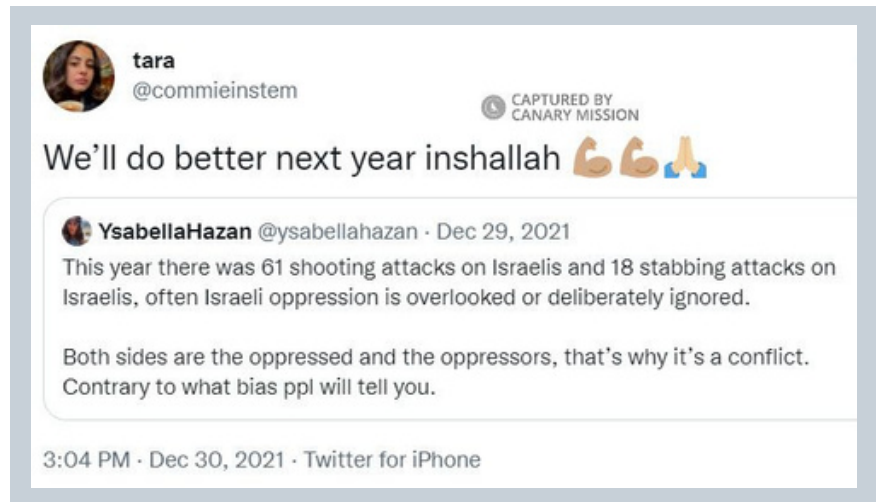 tara
@commieinstem
CAPTURED BY
CANARY MISSION
We'll do better next year inshallah 💪🏽💪🏽🙏🏼
YsabellaHazan @ysabellahazan · Dec 29, 2021
This year there was 61 shooting attacks on Israelis and 18 stabbing attacks on
Israelis, often Israeli oppression is overlooked or deliberately ignored.
Both sides are the oppressed and the oppressors, that's why it's a conflict.
Contrary to what bias ppl will tell you.
3:04 PM · Dec 30, 2021 · Twitter for iPhone